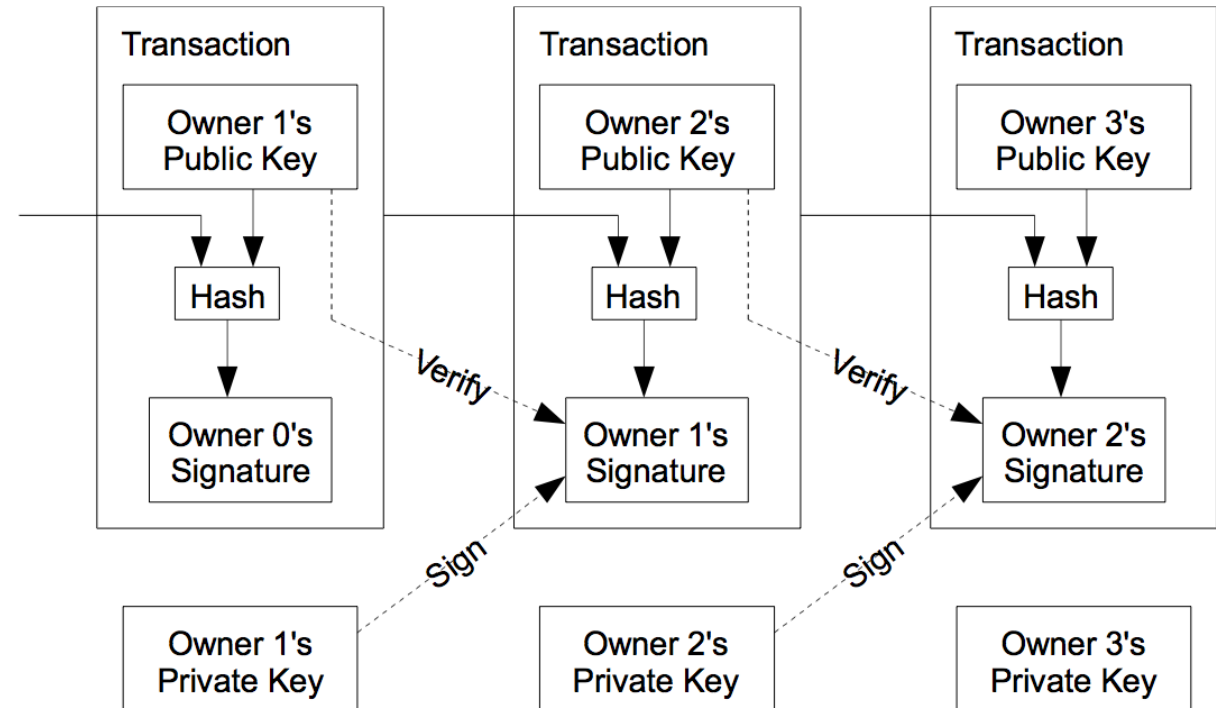 Transaction
Transaction
Transaction
Owner 1's
Public Key
Owner 2's
Public Key
Owner 3's
Public Key
Hash
Hash
Hash
Verify
Verify
Owner 0's
Signature
Owner 1's
Signature
Owner 2's
Signature
Sign
Sign
Owner 1's
Private Key
Owner 2's
Private Key
Owner 3's
Private Key